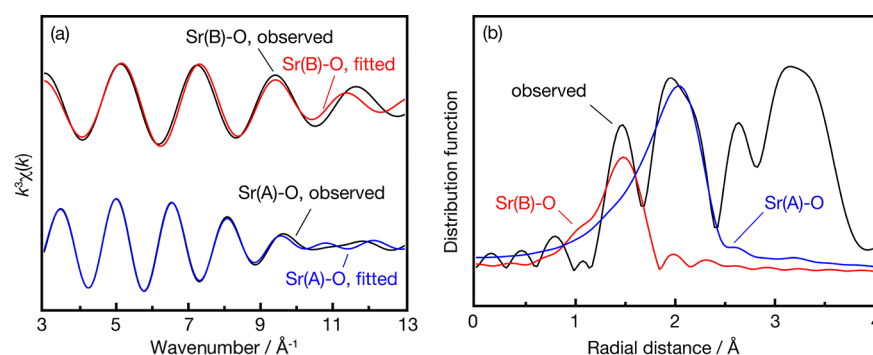 (a)
Sr(B)-O, observed
Sr(B)-O, fitted
Sr(A)-O, observed
Sr(A)-O, fitted
k³χ(k)
3 5 7 9 11 13
Wavenumber / Å⁻¹
(b)
observed
Sr(B)-O
Sr(A)-O
Distribution function
0 1 2 3 4
Radial distance / Å